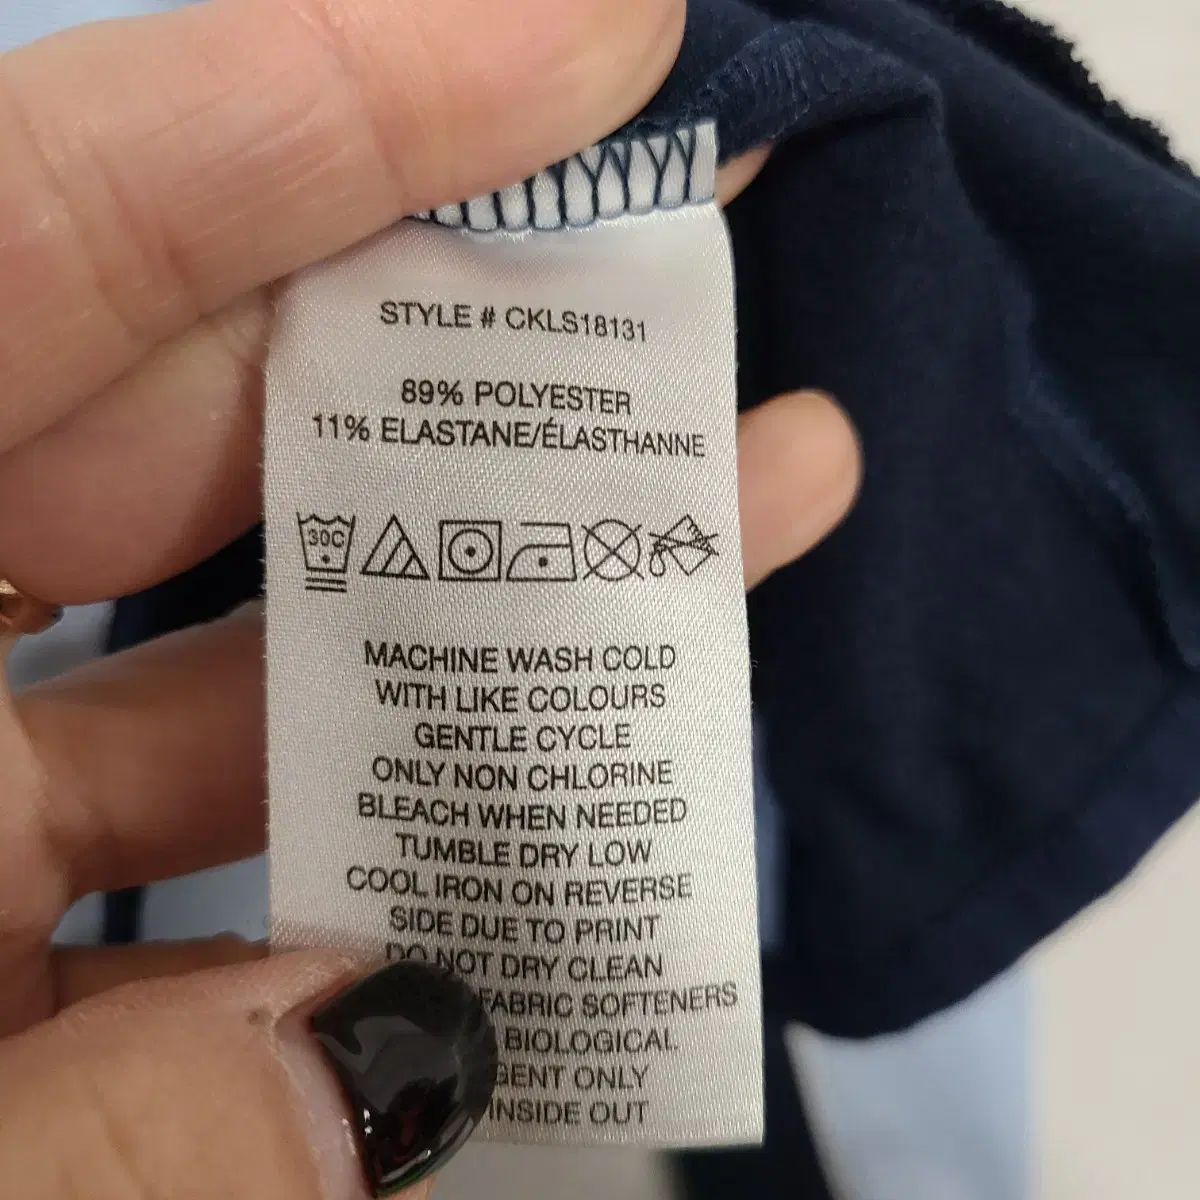 STYLE # CKLS18131
89% POLYESTER
11% ELASTANE/ÉLASTHANNE
30C
MACHINE WASH COLD
WITH LIKE COLOURS
GENTLE CYCLE
ONLY NON CHLORINE
BLEACH WHEN NEEDED
TUMBLE DRY LOW
COOL IRON ON REVERSE
SIDE DUE TO PRINT
DO NOT DRY CLEAN
FABRIC SOFTENERS
BIOLOGICAL
ONLY
INSIDE OUT